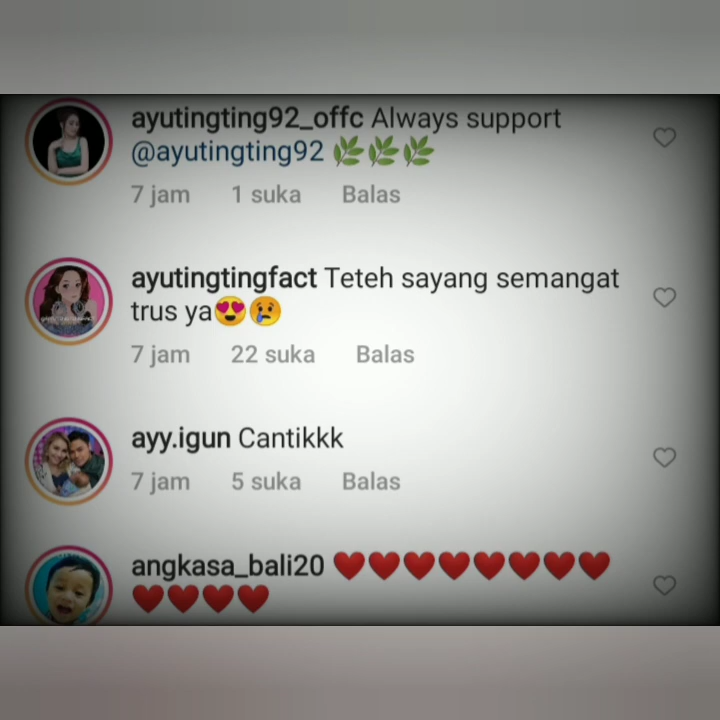 ayutingting92_offc Always support
@ayutingting92 🌿🌿🌿
7 jam 1 suka Balas
ayutingtingfact Teteh sayang semangat
trus ya😍😢
7 jam 22 suka Balas
ayy.igun Cantikkk
7 jam 5 suka Balas
angkasa_bali20 ❤️❤️❤️❤️❤️❤️❤️❤️
❤️❤️❤️❤️